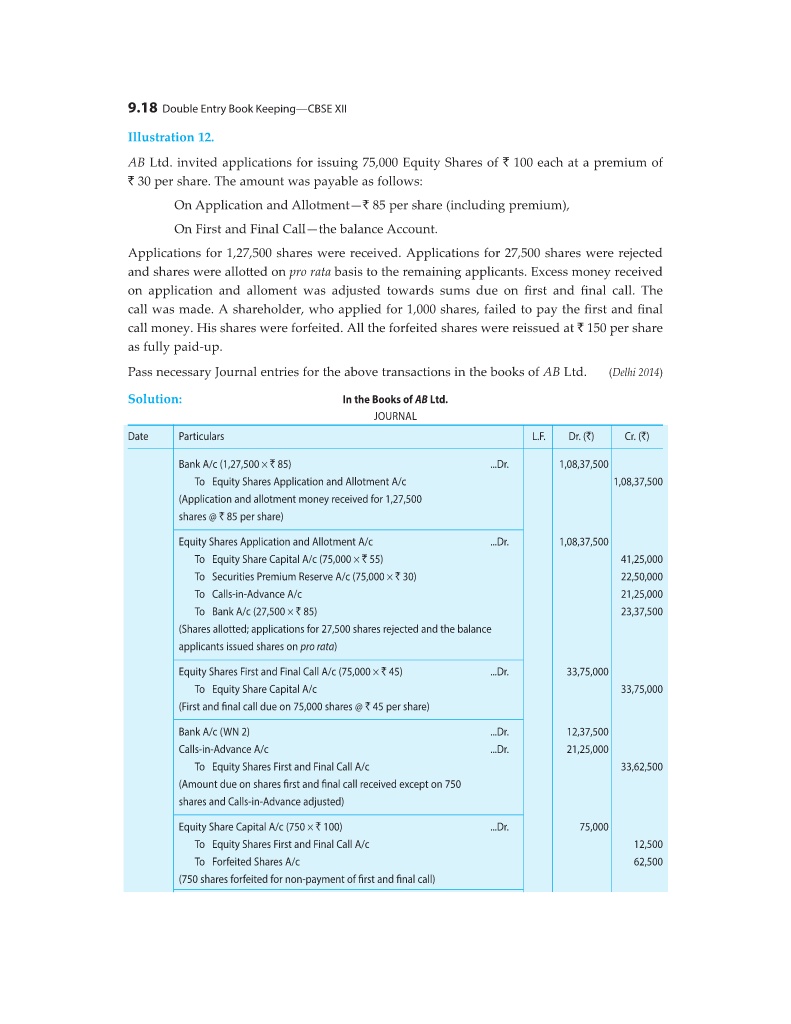 9.18 Double Entry Book Keeping—CBSE XII
Illustration 12.
AB Ltd. invited applications for issuing 75,000 Equity Shares of ₹ 100 each at a premium of
₹ 30 per share. The amount was payable as follows:
On Application and Allotment—₹ 85 per share (including premium),
On First and Final Call—the balance Account.
Applications for 1,27,500 shares were received. Applications for 27,500 shares were rejected
and shares were allotted on pro rata basis to the remaining applicants. Excess money received
on application and alloment was adjusted towards sums due on first and final call. The
call was made. A shareholder, who applied for 1,000 shares, failed to pay the first and final
call money. His shares were forfeited. All the forfeited shares were reissued at ₹ 150 per share
as fully paid-up.
Pass necessary Journal entries for the above transactions in the books of AB Ltd. (Delhi 2014)
Solution: In the Books of AB Ltd.
JOURNAL
Date Particulars L.F. Dr. (₹) Cr. (₹)
Bank A/c (1,27,500 × ₹ 85) ...Dr. 1,08,37,500
To Equity Shares Application and Allotment A/c 1,08,37,500
(Application and allotment money received for 1,27,500
shares @ ₹ 85 per share)
Equity Shares Application and Allotment A/c ...Dr. 1,08,37,500
To Equity Share Capital A/c (75,000 × ₹ 55) 41,25,000
To Securities Premium Reserve A/c (75,000 × ₹ 30) 22,50,000
To Calls-in-Advance A/c 21,25,000
To Bank A/c (27,500 × ₹ 85) 23,37,500
(Shares allotted; applications for 27,500 shares rejected and the balance
applicants issued shares on pro rata)
Equity Shares First and Final Call A/c (75,000 × ₹ 45) ...Dr. 33,75,000
To Equity Share Capital A/c 33,75,000
(First and final call due on 75,000 shares @ ₹ 45 per share)
Bank A/c (WN 2) ...Dr. 12,37,500
Calls-in-Advance A/c ...Dr. 21,25,000
To Equity Shares First and Final Call A/c 33,62,500
(Amount due on shares first and final call received except on 750
shares and Calls-in-Advance adjusted)
Equity Share Capital A/c (750 × ₹ 100) ...Dr. 75,000
To Equity Shares First and Final Call A/c 12,500
To Forfeited Shares A/c 62,500
(750 shares forfeited for non-payment of first and final call)